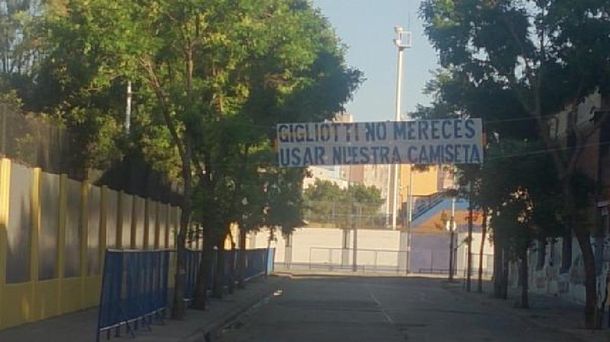 GIGLIOTTI NO MERECES
USAR NUESTRA CAMISETA